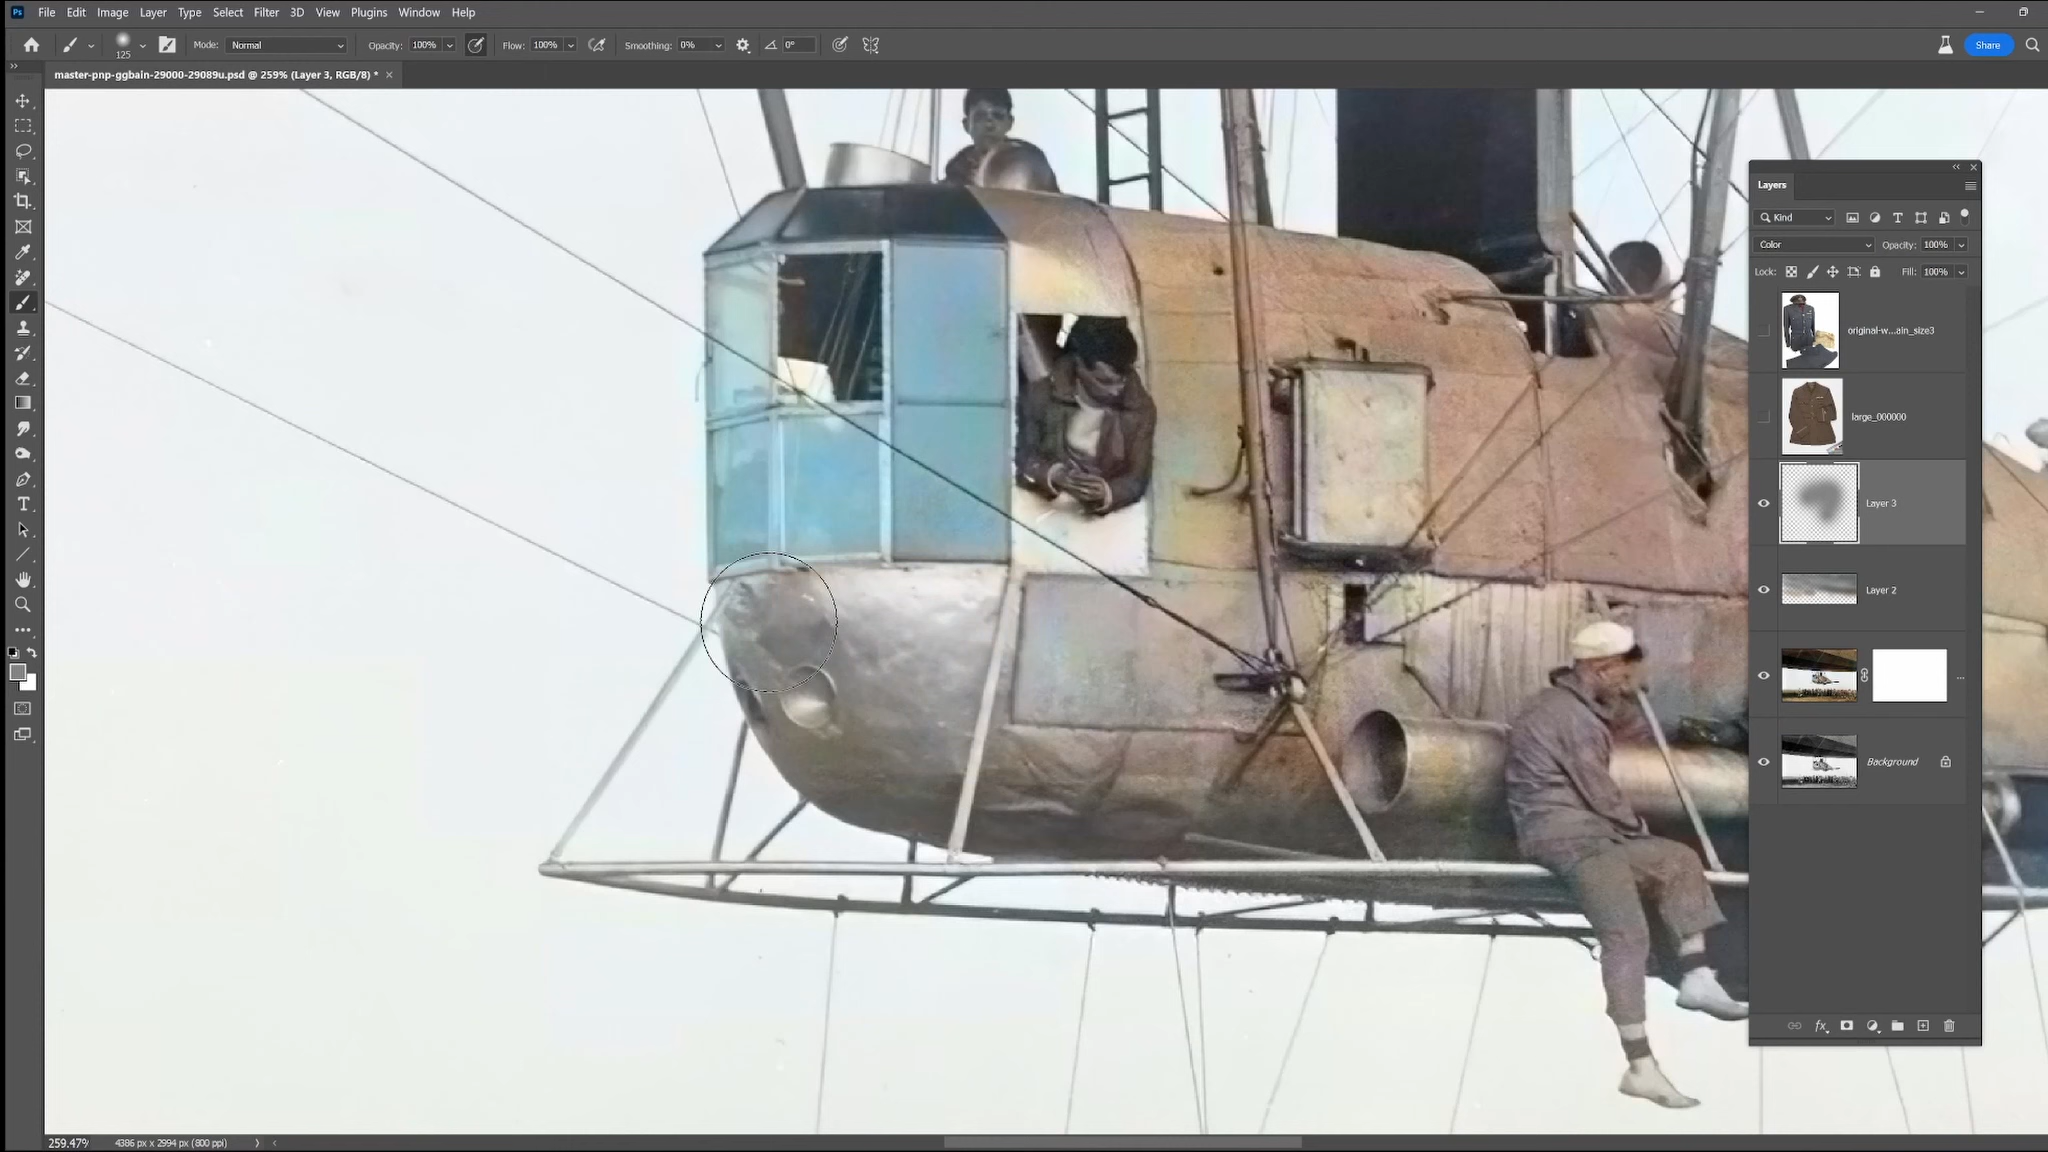 Ps File Edit Image Layer Type Select Filter 3D View Plugins Window Help
125 Mode: Normal Opacity: 100% Flow: 100% Smoothing: 0% 0° Share
master-pnp-ggbain-29000-29089u.psd @ 259% (Layer 3, RGB/8) *
Layers
Kind
Color Opacity: 100%
Lock: Fill: 100%
original-w...ain_size3
large_000000
Layer 3
Layer 2
Background
fx
259.47% 4386 px x 2994 px (800 ppi)